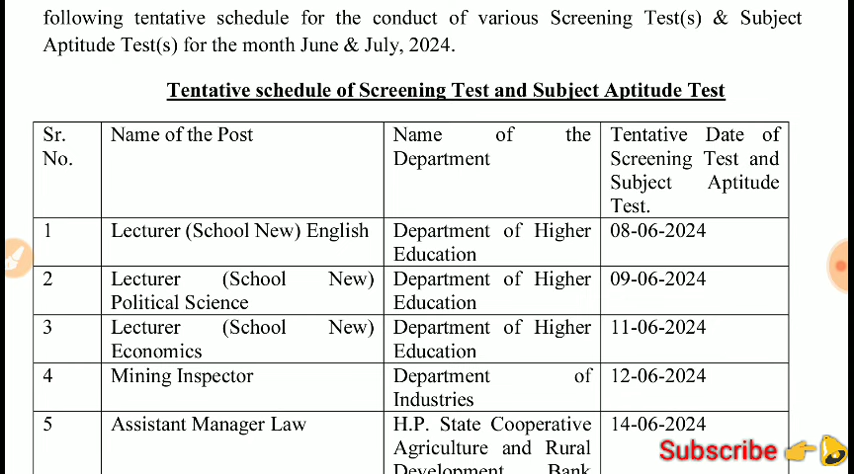 following tentative schedule for the conduct of various Screening Test(s) & Subject
Aptitude Test(s) for the month June & July, 2024.
Tentative schedule of Screening Test and Subject Aptitude Test
Sr. No. Name of the Post Name of the Department Tentative Date of Screening Test and Subject Aptitude Test.
1 Lecturer (School New) English Department of Higher Education 08-06-2024
2 Lecturer (School New) Political Science Department of Higher Education 09-06-2024
3 Lecturer (School New) Economics Department of Higher Education 11-06-2024
4 Mining Inspector Department of Industries 12-06-2024
5 Assistant Manager Law H.P. State Cooperative Agriculture and Rural Development Bank 14-06-2024
Subscribe